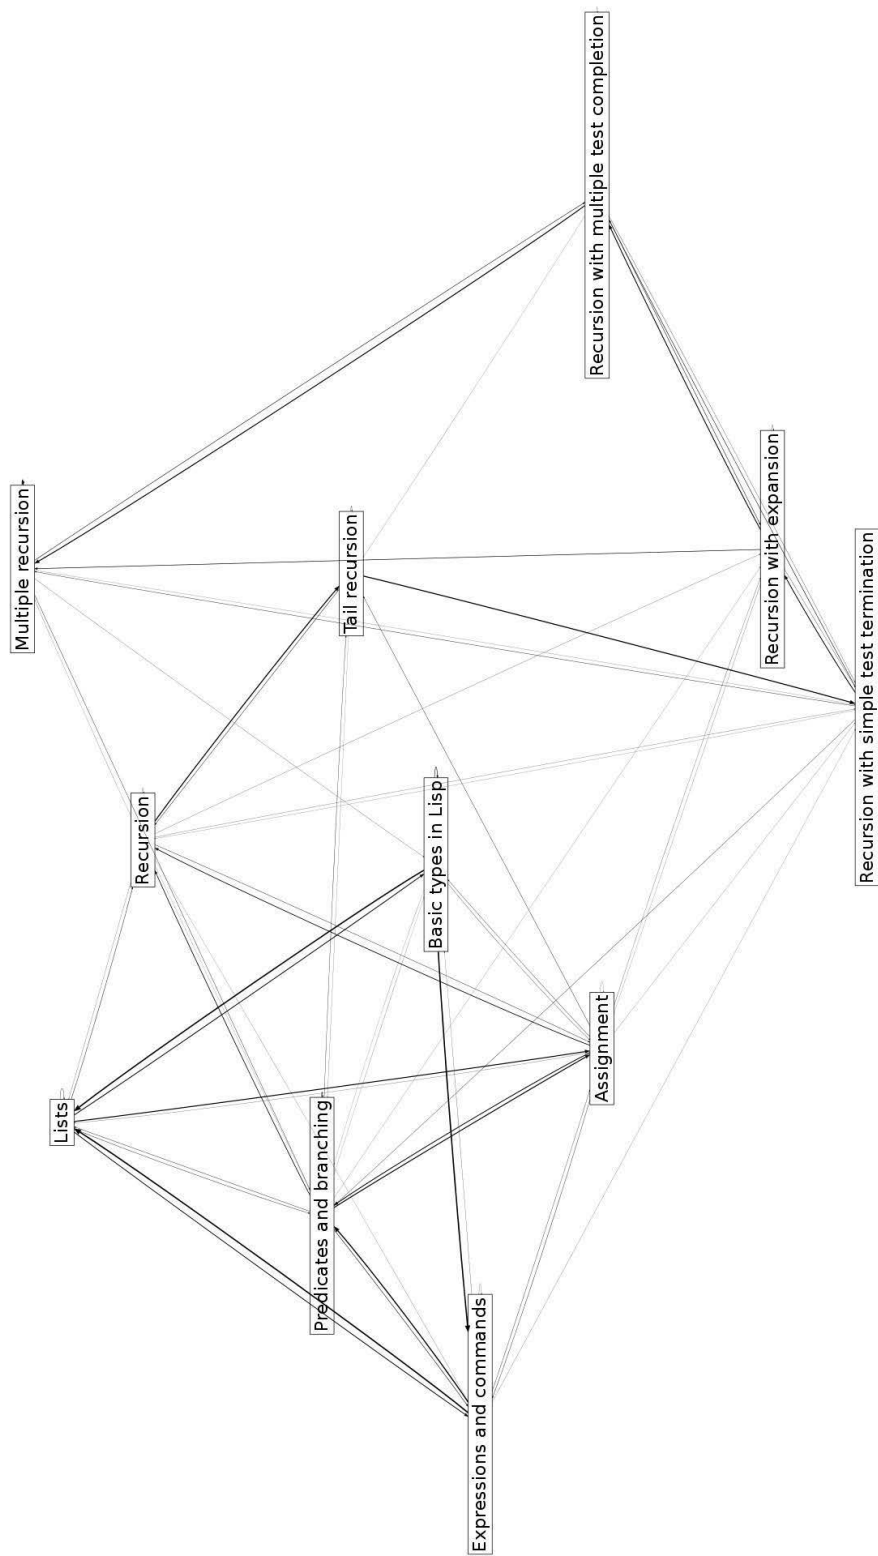 Multiple recursion
Lists
Recursion
Predicates and branching
Tail recursion
Basic types in Lisp
Expressions and commands
Recursion with multiple test completion
Assignment
Recursion with expansion
Recursion with simple test termination